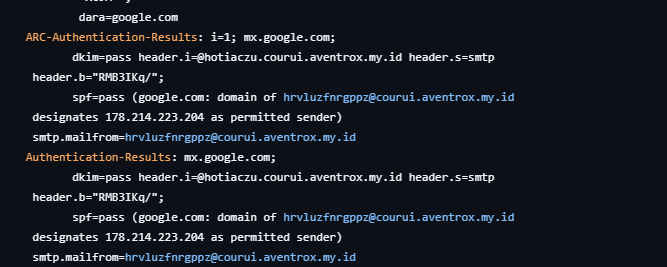 dara=google.com
ARC-Authentication-Results: i=1; mx.google.com;
dkim=pass header.i=@hotiaczu.courui.aventrox.my.id header.s=smtp
header.b="RMB3IKq/";
spf=pass (google.com: domain of hrvluzfnrgppz@courui.aventrox.my.id
designates 178.214.223.204 as permitted sender)
smtp.mailfrom=hrvluzfnrgppz@courui.aventrox.my.id
Authentication-Results: mx.google.com;
dkim=pass header.i=@hotiaczu.courui.aventrox.my.id header.s=smtp
header.b="RMB3IKq/";
spf=pass (google.com: domain of hrvluzfnrgppz@courui.aventrox.my.id
designates 178.214.223.204 as permitted sender)
smtp.mailfrom=hrvluzfnrgppz@courui.aventrox.my.id